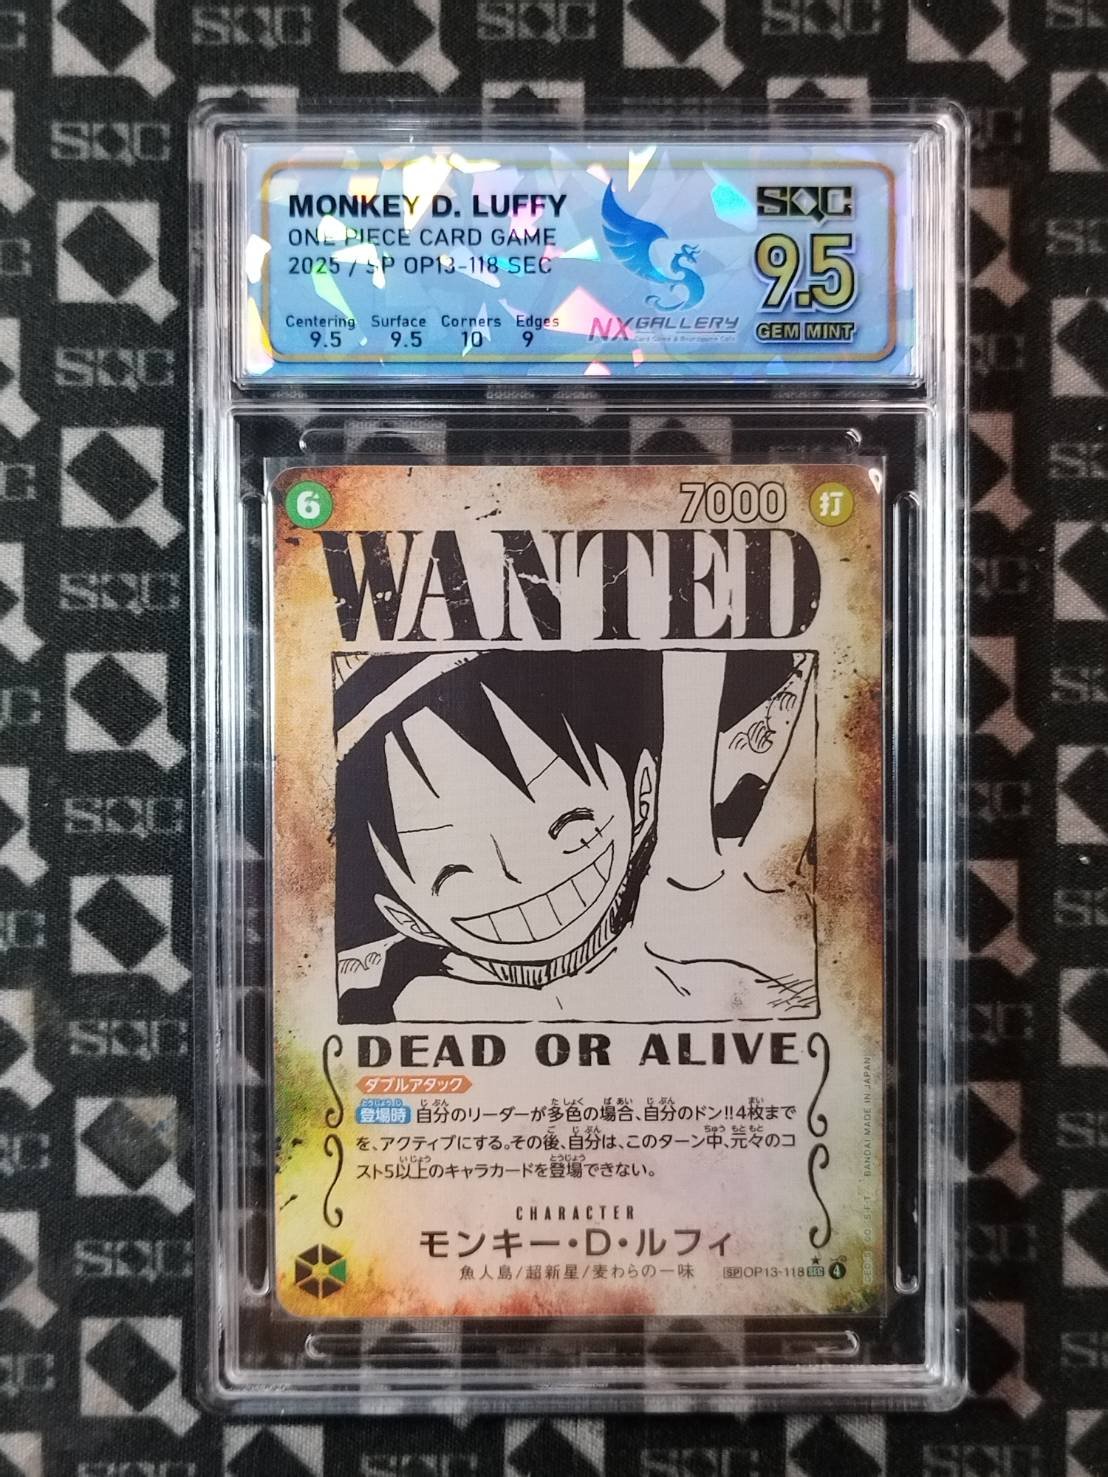 MONKEY D. LUFFY
ONE PIECE CARD GAME
2025 / SP OP13-118 SEC
Centering Surface Corners Edges
9.5 9.5 10 9
NX GALLERY
Card Game & Boardgame Cafe
SQC
9.5
GEM MINT
6
7000
打
WANTED
DEAD OR ALIVE
ダブルアタック
登場時 自分のリーダーが多色の場合、自分のドン!!4枚まで
を、アクティブにする。その後、自分は、このターン中、元々のコ
スト5以上のキャラカードを登場できない。
CHARACTER
モンキー・D・ルフィ
魚人島/超新星/麦わらの一味
SP OP13-118 SEC 4
BANDAI MADE IN JAPAN